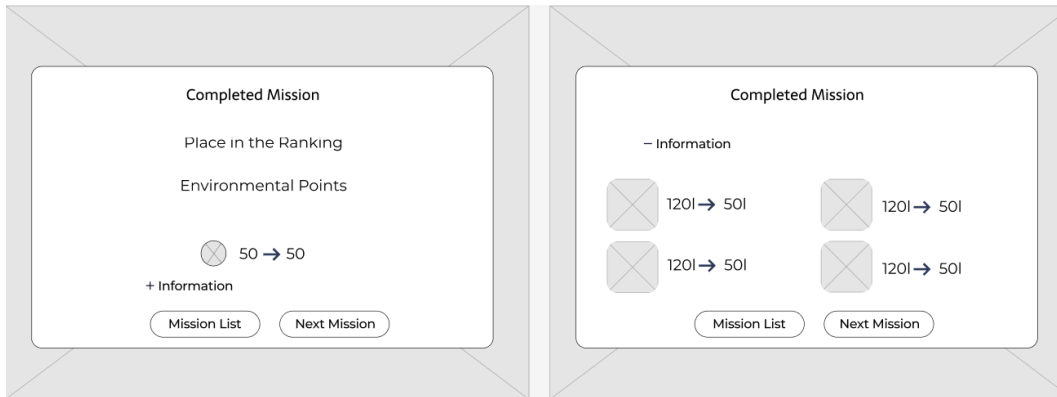 Completed Mission
Place in the Ranking
Environmental Points
50 → 50
+ Information
Mission List Next Mission
Completed Mission
– Information
120l → 50l 120l → 50l
120l → 50l 120l → 50l
Mission List Next Mission